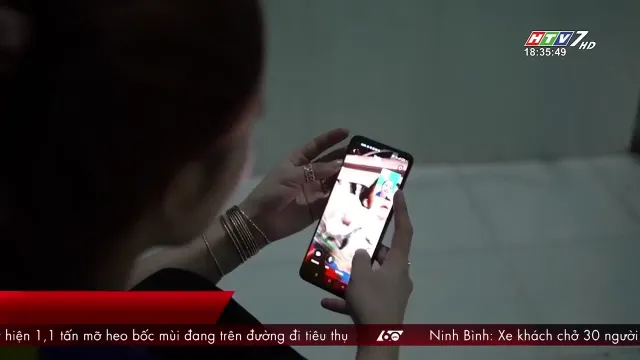 HTV7 HD
18:35:49
hiện 1,1 tấn mỡ heo bốc mùi đang trên đường đi tiêu thụ
Ninh Bình: Xe khách chở 30 người